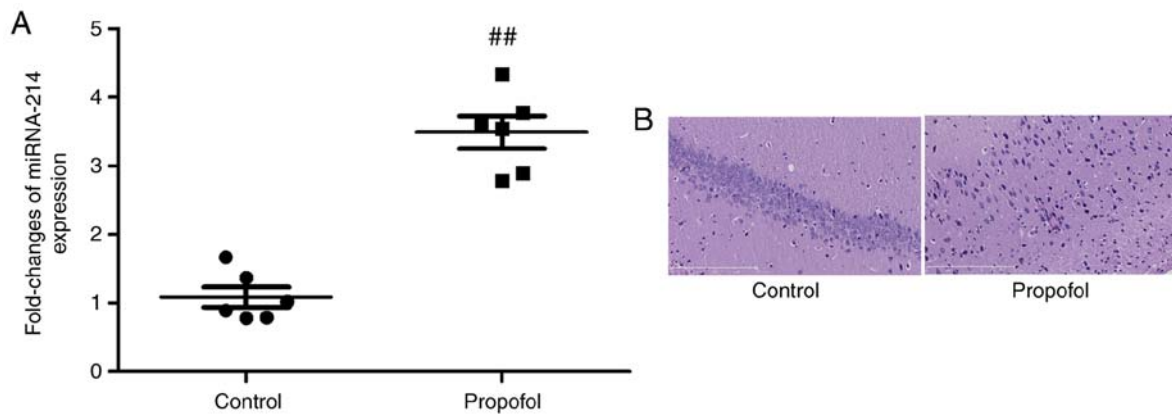 A
Fold-changes of miRNA-214
expression
5
4
3
2
1
0
##
Control
Propofol
B
Control
Propofol